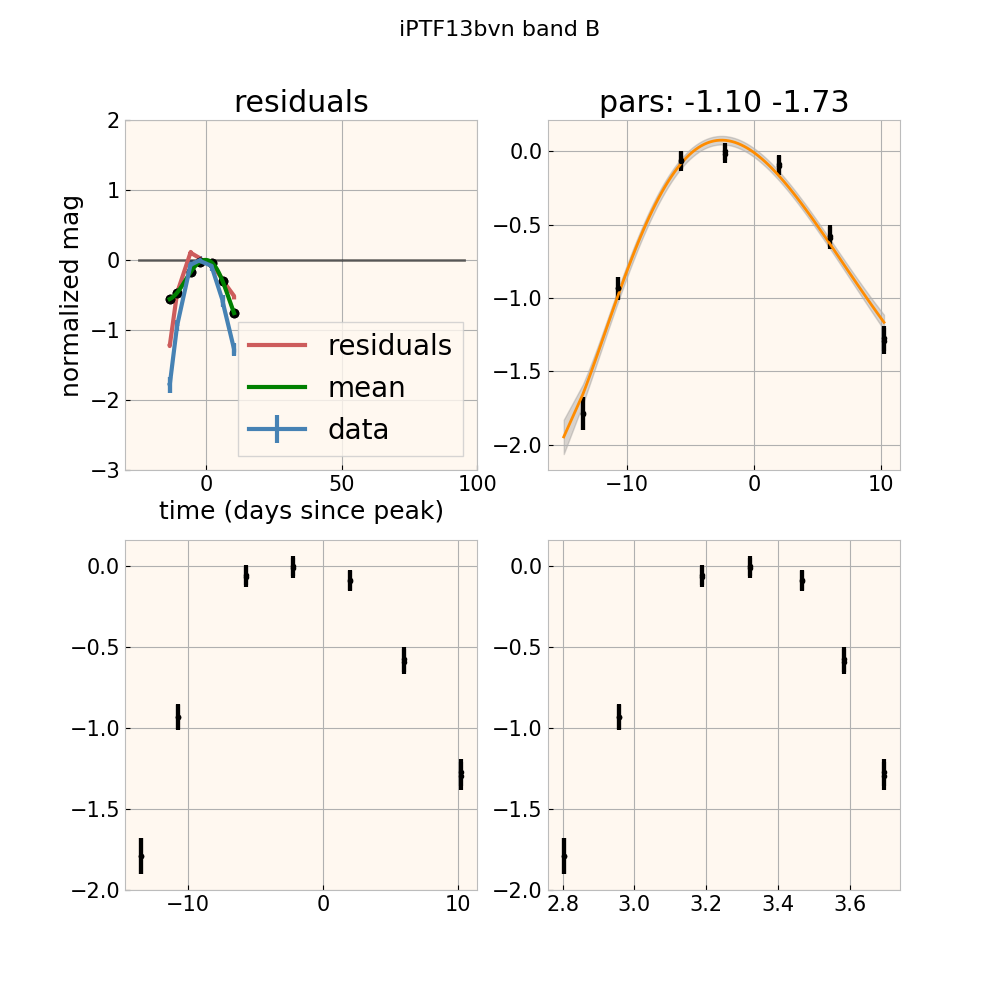 iPTF13bvn band B
residuals
pars: -1.10 -1.73
normalized mag
2
1
0
−1
−2
−3
residuals
mean
data
0 50 100
time (days since peak)
0.0
−0.5
−1.0
−1.5
−2.0
−10 0 10
0.0
−0.5
−1.0
−1.5
−2.0
−10 0 10
0.0
−0.5
−1.0
−1.5
−2.0
2.8 3.0 3.2 3.4 3.6